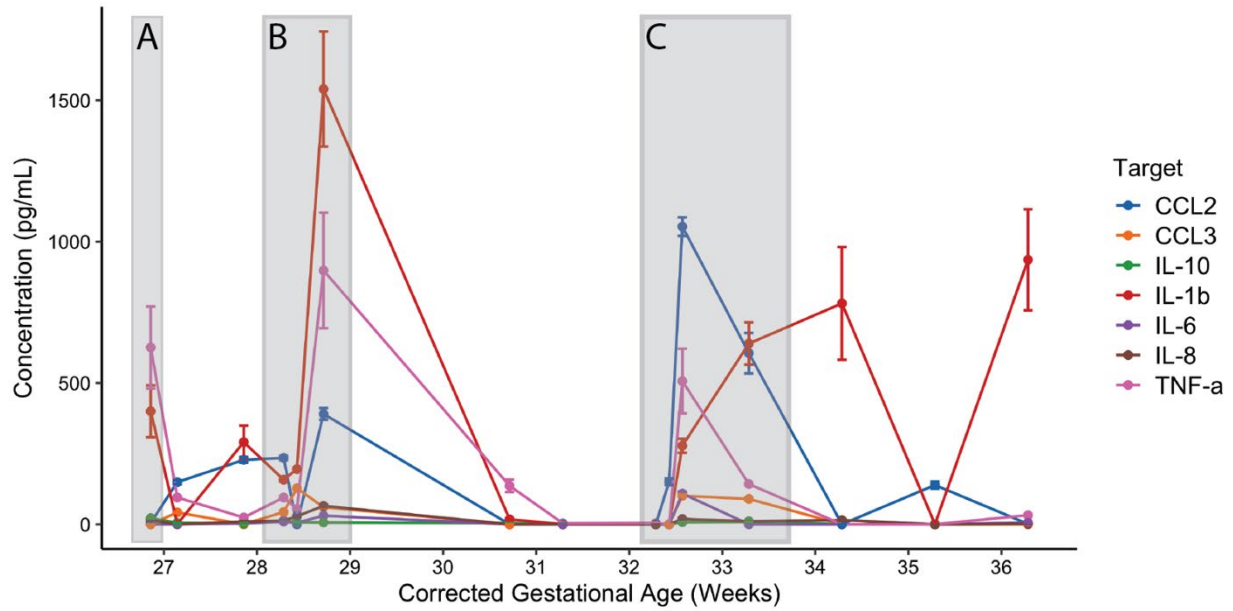 A
B
C
1500
1000
500
0
Concentration (pg/mL)
27 28 29 30 31 32 33 34 35 36
Corrected Gestational Age (Weeks)
Target
CCL2
CCL3
IL-10
IL-1b
IL-6
IL-8
TNF-a